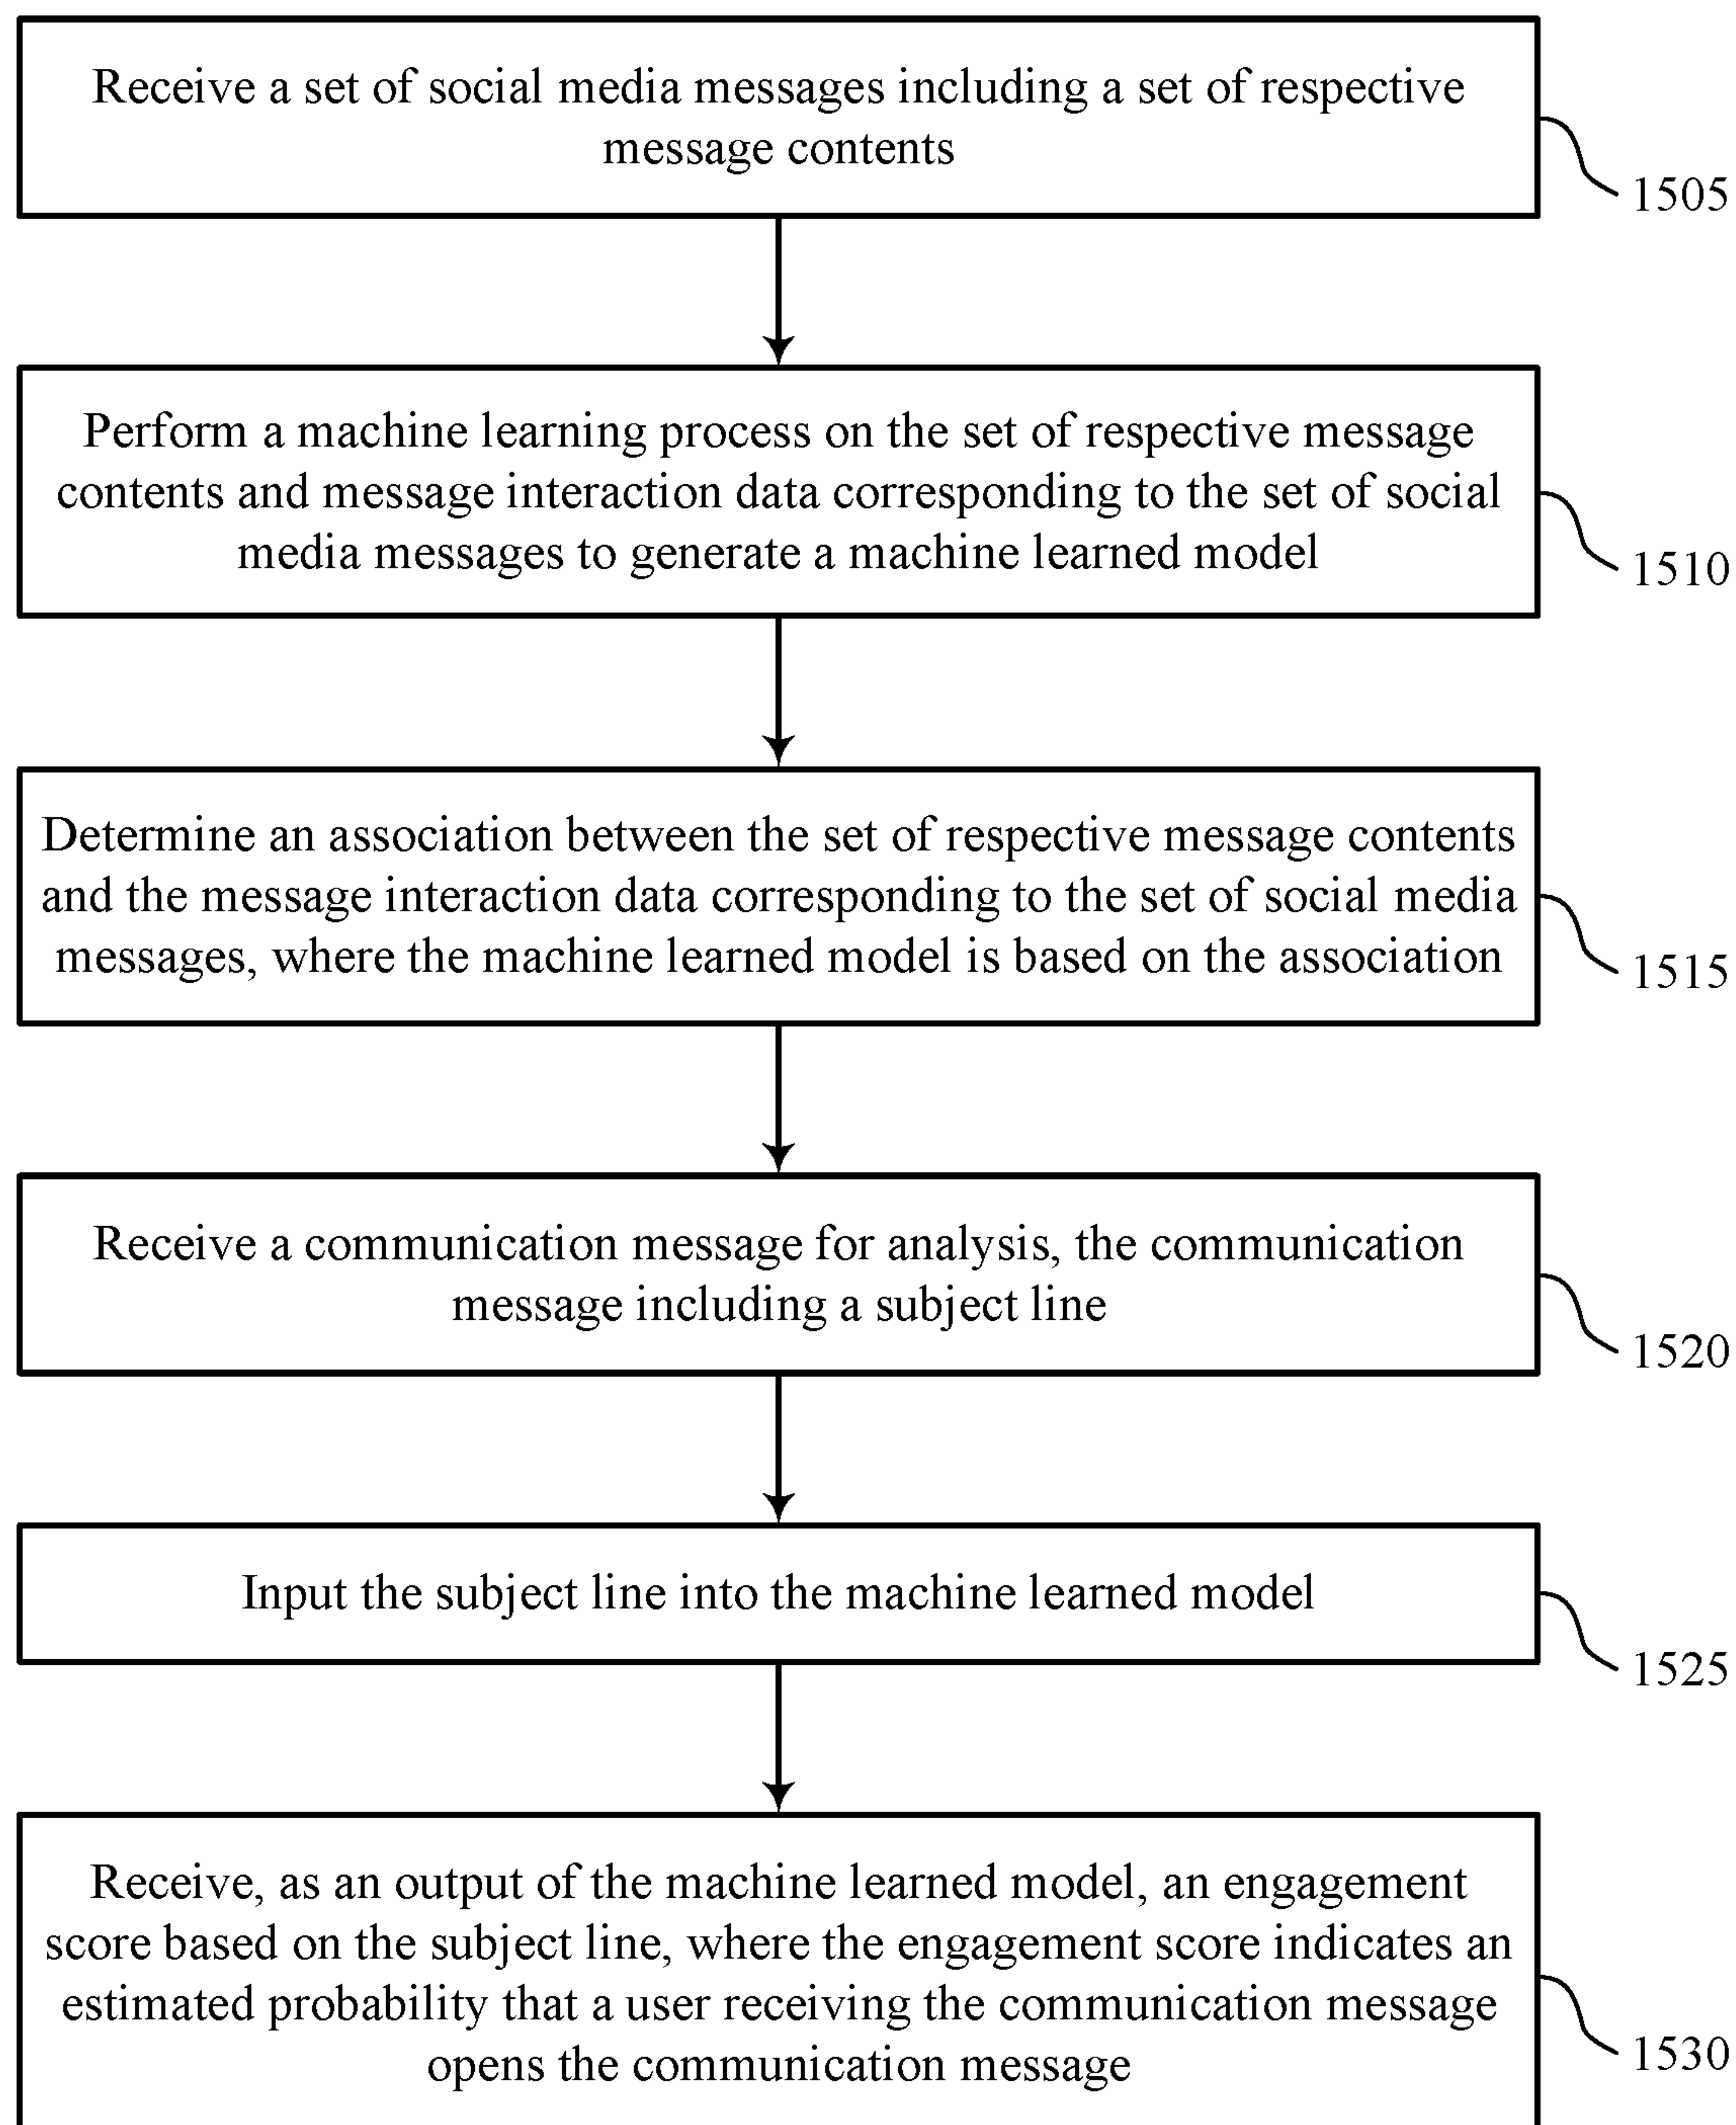 Receive a set of social media messages including a set of respective
message contents
1505
Perform a machine learning process on the set of respective message
contents and message interaction data corresponding to the set of social
media messages to generate a machine learned model
1510
Determine an association between the set of respective message contents
and the message interaction data corresponding to the set of social media
messages, where the machine learned model is based on the association
1515
Receive a communication message for analysis, the communication
message including a subject line
1520
Input the subject line into the machine learned model
1525
Receive, as an output of the machine learned model, an engagement
score based on the subject line, where the engagement score indicates an
estimated probability that a user receiving the communication message
opens the communication message
1530